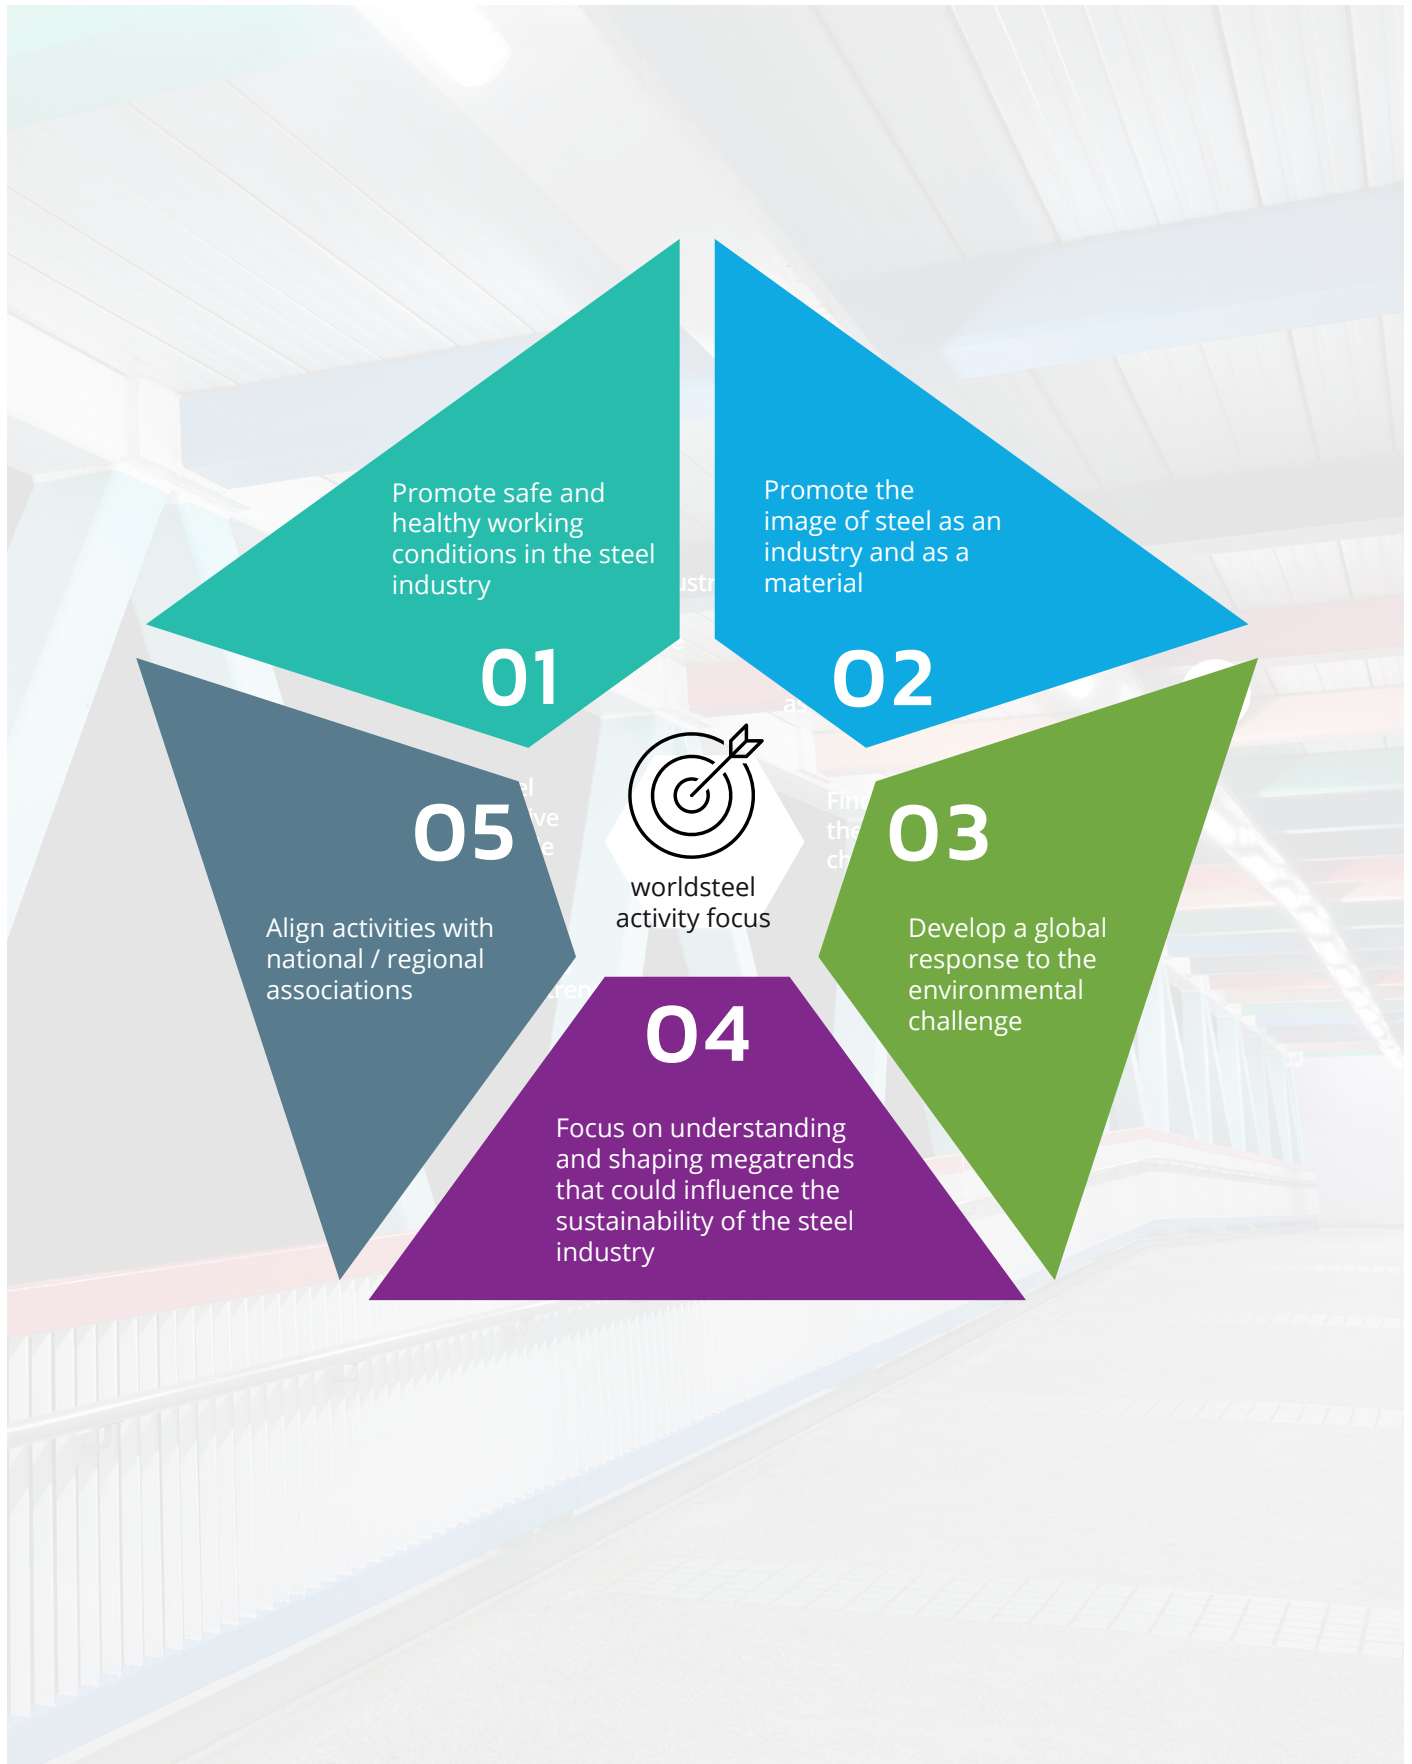 Promote safe and
healthy working
conditions in the steel
industry
01
Promote the
image of steel as an
industry and as a
material
02
03
Develop a global
response to the
environmental
challenge
04
Focus on understanding
and shaping megatrends
that could influence the
sustainability of the steel
industry
05
Align activities with
national / regional
associations
worldsteel
activity focus